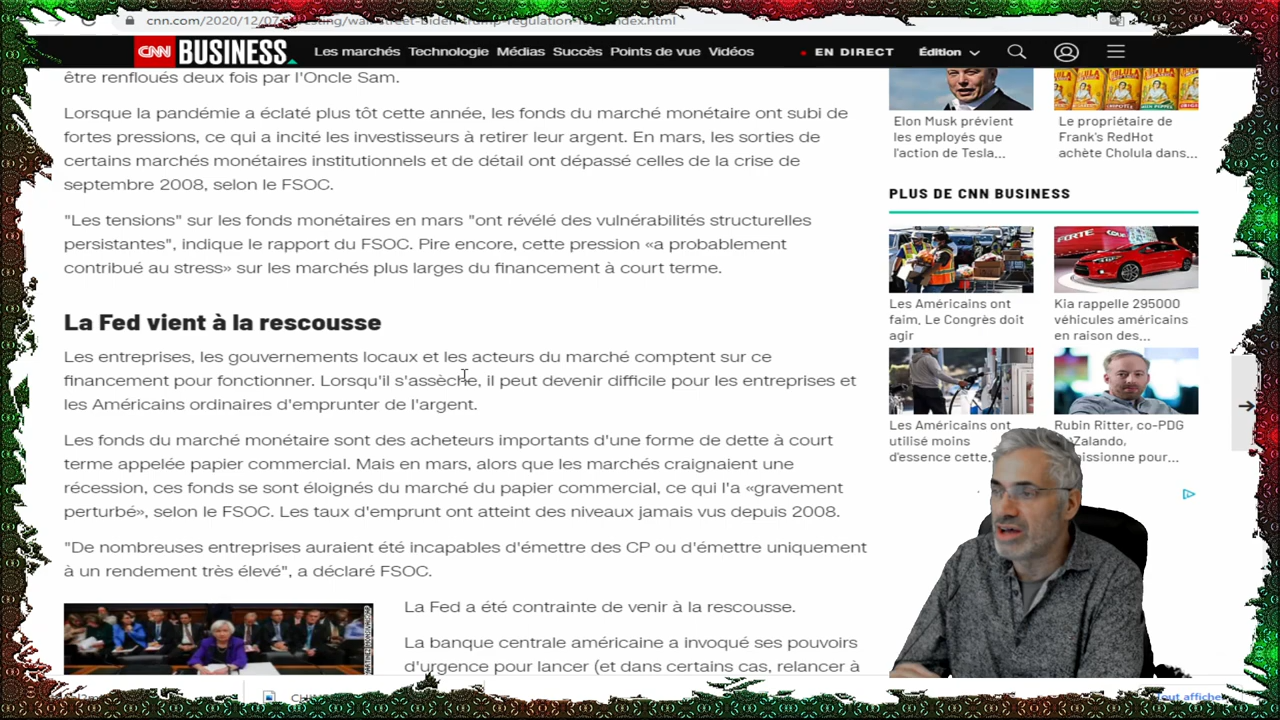 cnn.com/2020/12/07
index.html
CNN BUSINESS
Les marchés Technologie Médias Succès Points de vue Vidéos
EN DIRECT Édition
être renfloués deux fois par l'Oncle Sam.
Lorsque la pandémie a éclaté plus tôt cette année, les fonds du marché monétaire ont subi de
fortes pressions, ce qui a incité les investisseurs à retirer leur argent. En mars, les sorties de
certains marchés monétaires institutionnels et de détail ont dépassé celles de la crise de
septembre 2008, selon le FSOC.
"Les tensions" sur les fonds monétaires en mars "ont révélé des vulnérabilités structurelles
persistantes", indique le rapport du FSOC. Pire encore, cette pression «a probablement
contribué au stress» sur les marchés plus larges du financement à court terme.
La Fed vient à la rescousse
Les entreprises, les gouvernements locaux et les acteurs du marché comptent sur ce
financement pour fonctionner. Lorsqu'il s'assèche, il peut devenir difficile pour les entreprises et
les Américains ordinaires d'emprunter de l'argent.
Les fonds du marché monétaire sont des acheteurs importants d'une forme de dette à court
terme appelée papier commercial. Mais en mars, alors que les marchés craignaient une
récession, ces fonds se sont éloignés du marché du papier commercial, ce qui l'a «gravement
perturbé», selon le FSOC. Les taux d'emprunt ont atteint des niveaux jamais vus depuis 2008.
"De nombreuses entreprises auraient été incapables d'émettre des CP ou d'émettre uniquement
à un rendement très élevé", a déclaré FSOC.
La Fed a été contrainte de venir à la rescousse.
La banque centrale américaine a invoqué ses pouvoirs
d'urgence pour lancer (et dans certains cas, relancer à
Elon Musk prévient
les employés que
l'action de Tesla...
Le propriétaire de
Frank's RedHot
achète Cholula dans...
PLUS DE CNN BUSINESS
Les Américains ont
faim. Le Congrès doit
agir
Kia rappelle 295000
véhicules américains
en raison des...
Les Américains ont
utilisé moins
d'essence cette...
Rubin Ritter, co-PDG
Zalando,
pour...
tout affiche